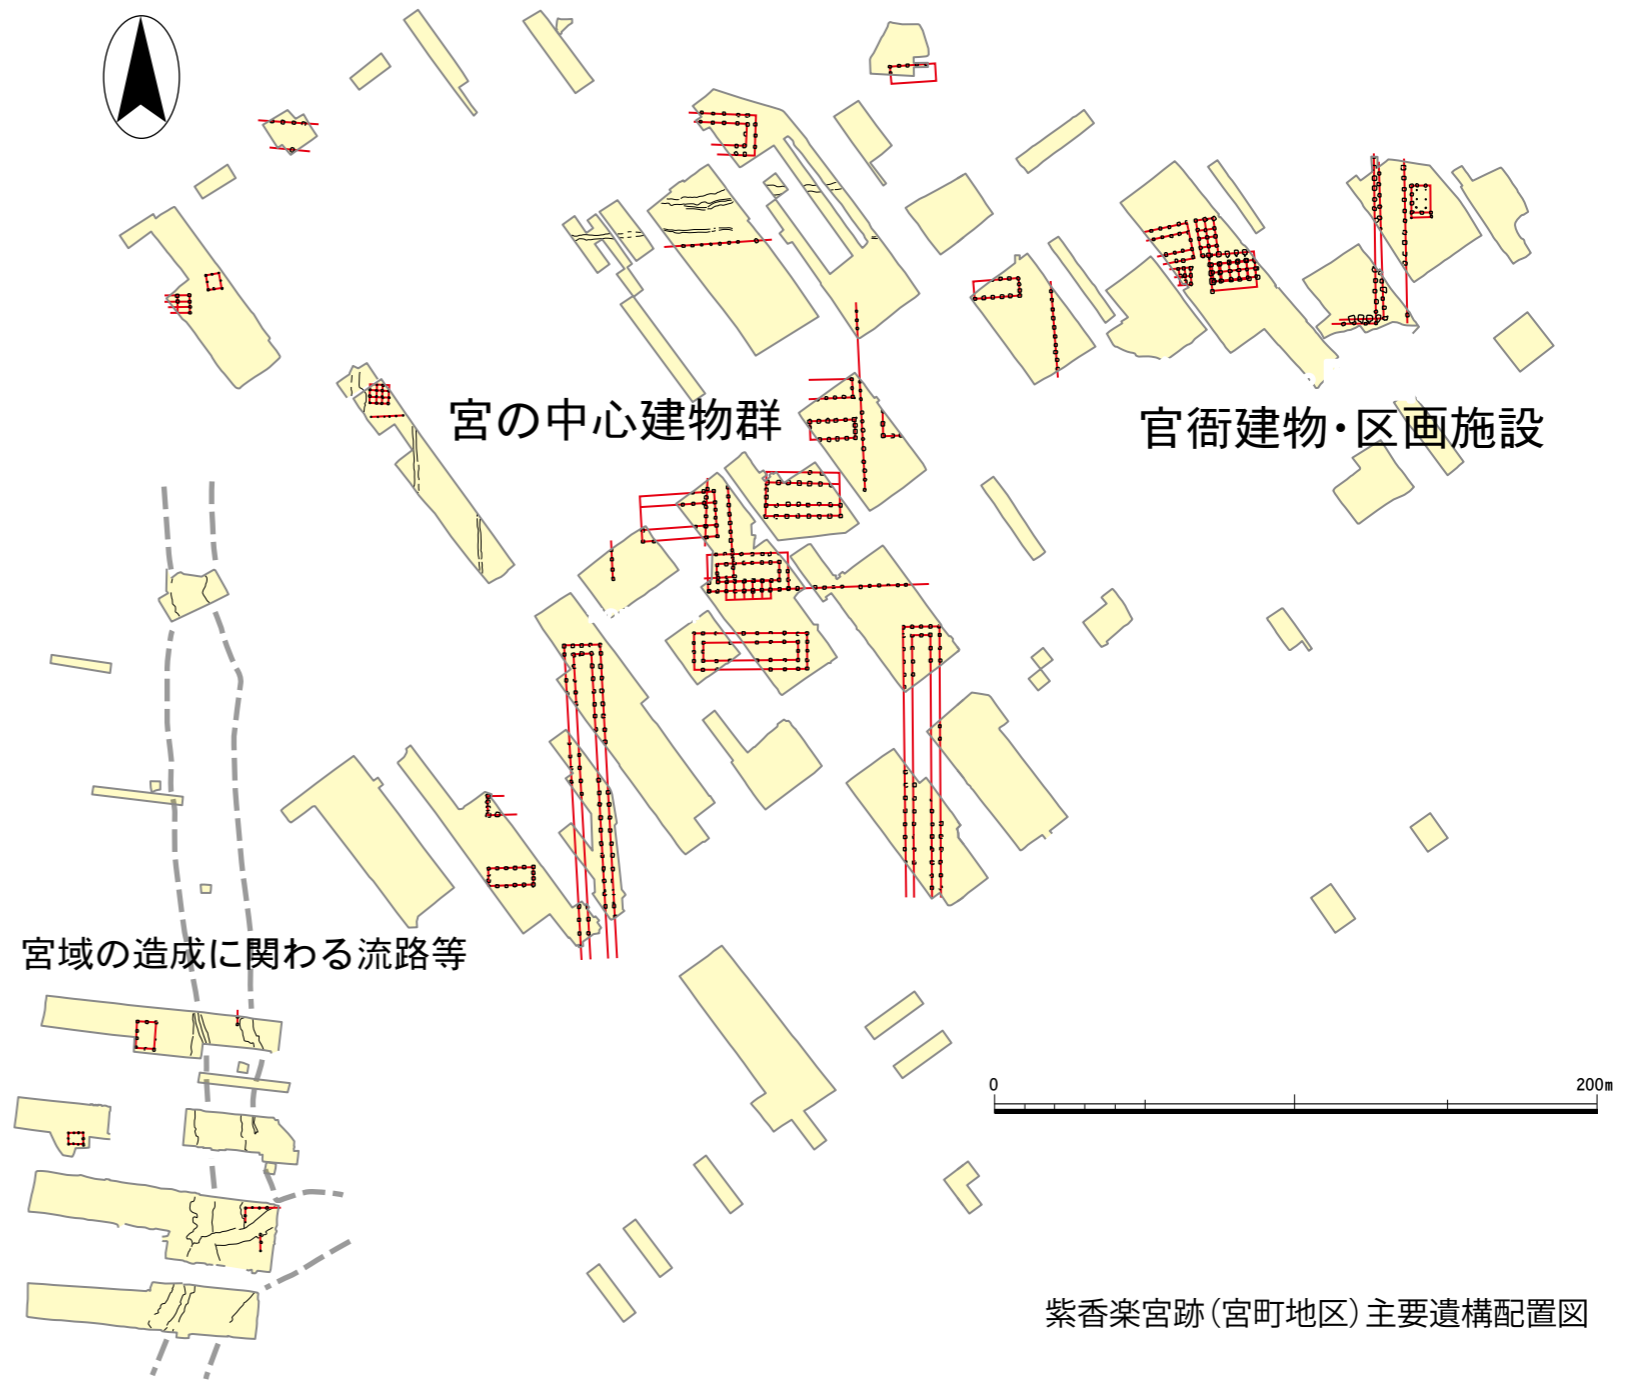 宮の中心建物群
官衙建物・区画施設
宮域の造成に関わる流路等
0 200m
紫香楽宮跡（宮町地区）主要遺構配置図